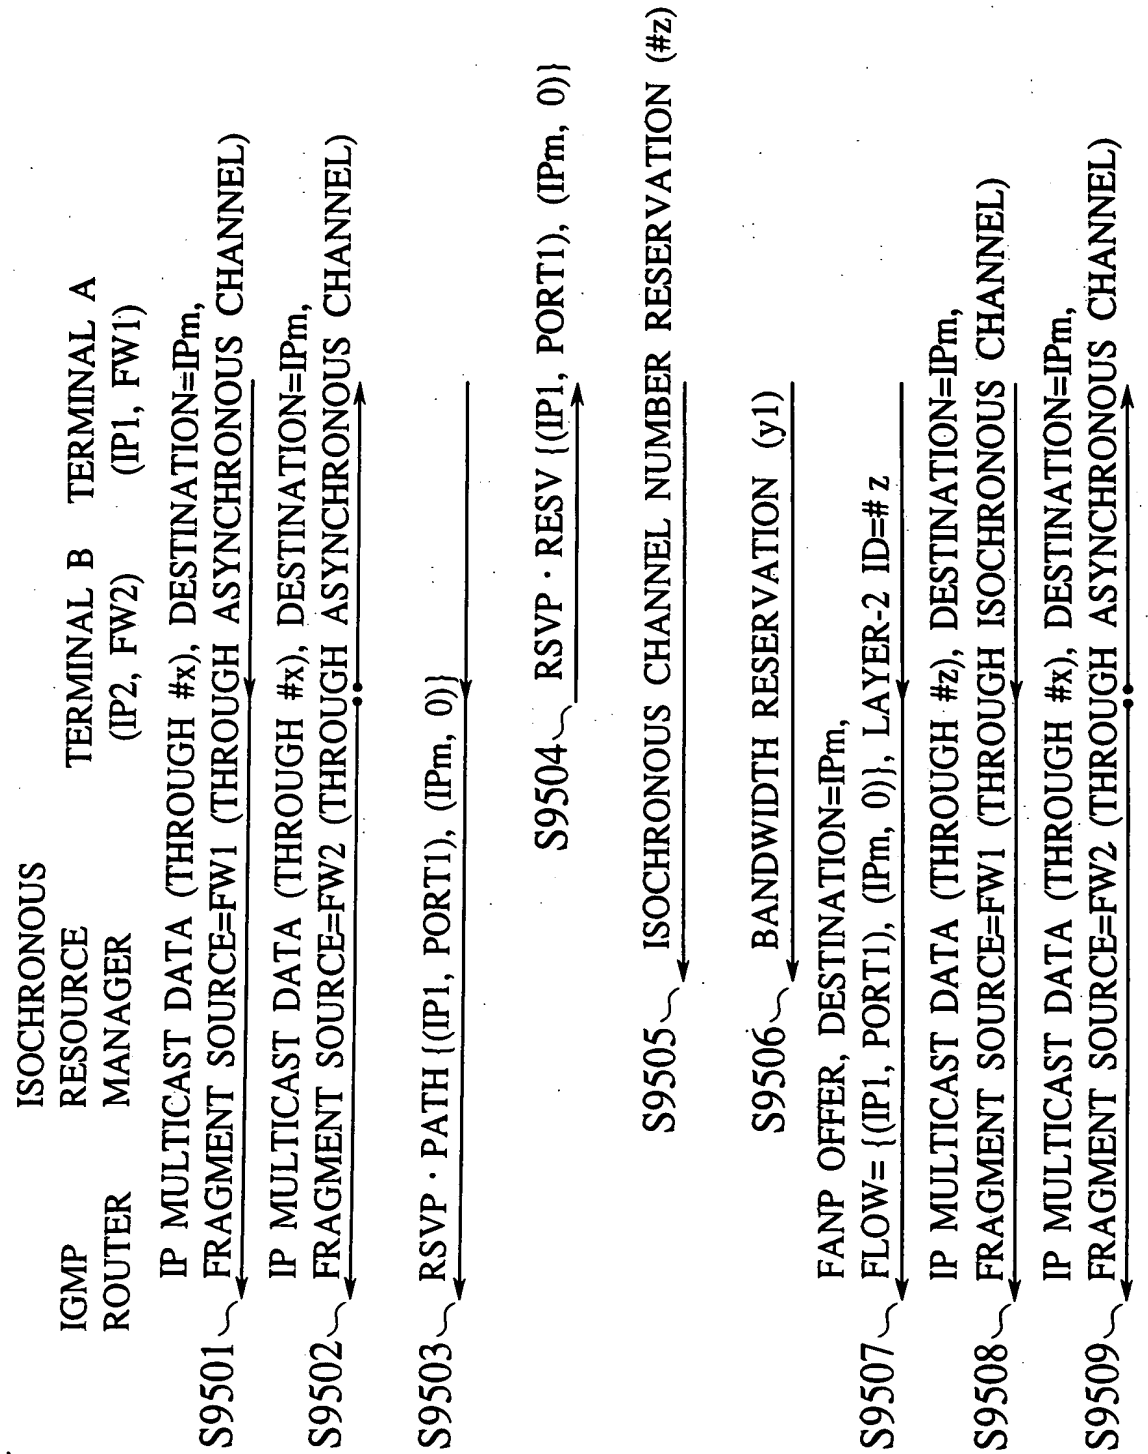 ISOCHRONOUS
IGMP RESOURCE TERMINAL B TERMINAL A
ROUTER MANAGER (IP2, FW2) (IP1, FW1)
IP MULTICAST DATA (THROUGH #x), DESTINATION=IPm,
S9501 FRAGMENT SOURCE=FW1 (THROUGH ASYNCHRONOUS CHANNEL)
IP MULTICAST DATA (THROUGH #x), DESTINATION=IPm,
S9502 FRAGMENT SOURCE=FW2 (THROUGH ASYNCHRONOUS CHANNEL)
S9503 RSVP · PATH {(IP1, PORT1), (IPm, 0)}
S9504 RSVP · RESV {(IP1, PORT1), (IPm, 0)}
S9505 ISOCHRONOUS CHANNEL NUMBER RESERVATION (#z)
S9506 BANDWIDTH RESERVATION (y1)
FANP OFFER, DESTINATION=IPm,
S9507 FLOW= {(IP1, PORT1), (IPm, 0)}, LAYER-2 ID=# z
IP MULTICAST DATA (THROUGH #z), DESTINATION=IPm,
S9508 FRAGMENT SOURCE=FW1 (THROUGH ISOCHRONOUS CHANNEL)
IP MULTICAST DATA (THROUGH #x), DESTINATION=IPm,
S9509 FRAGMENT SOURCE=FW2 (THROUGH ASYNCHRONOUS CHANNEL)